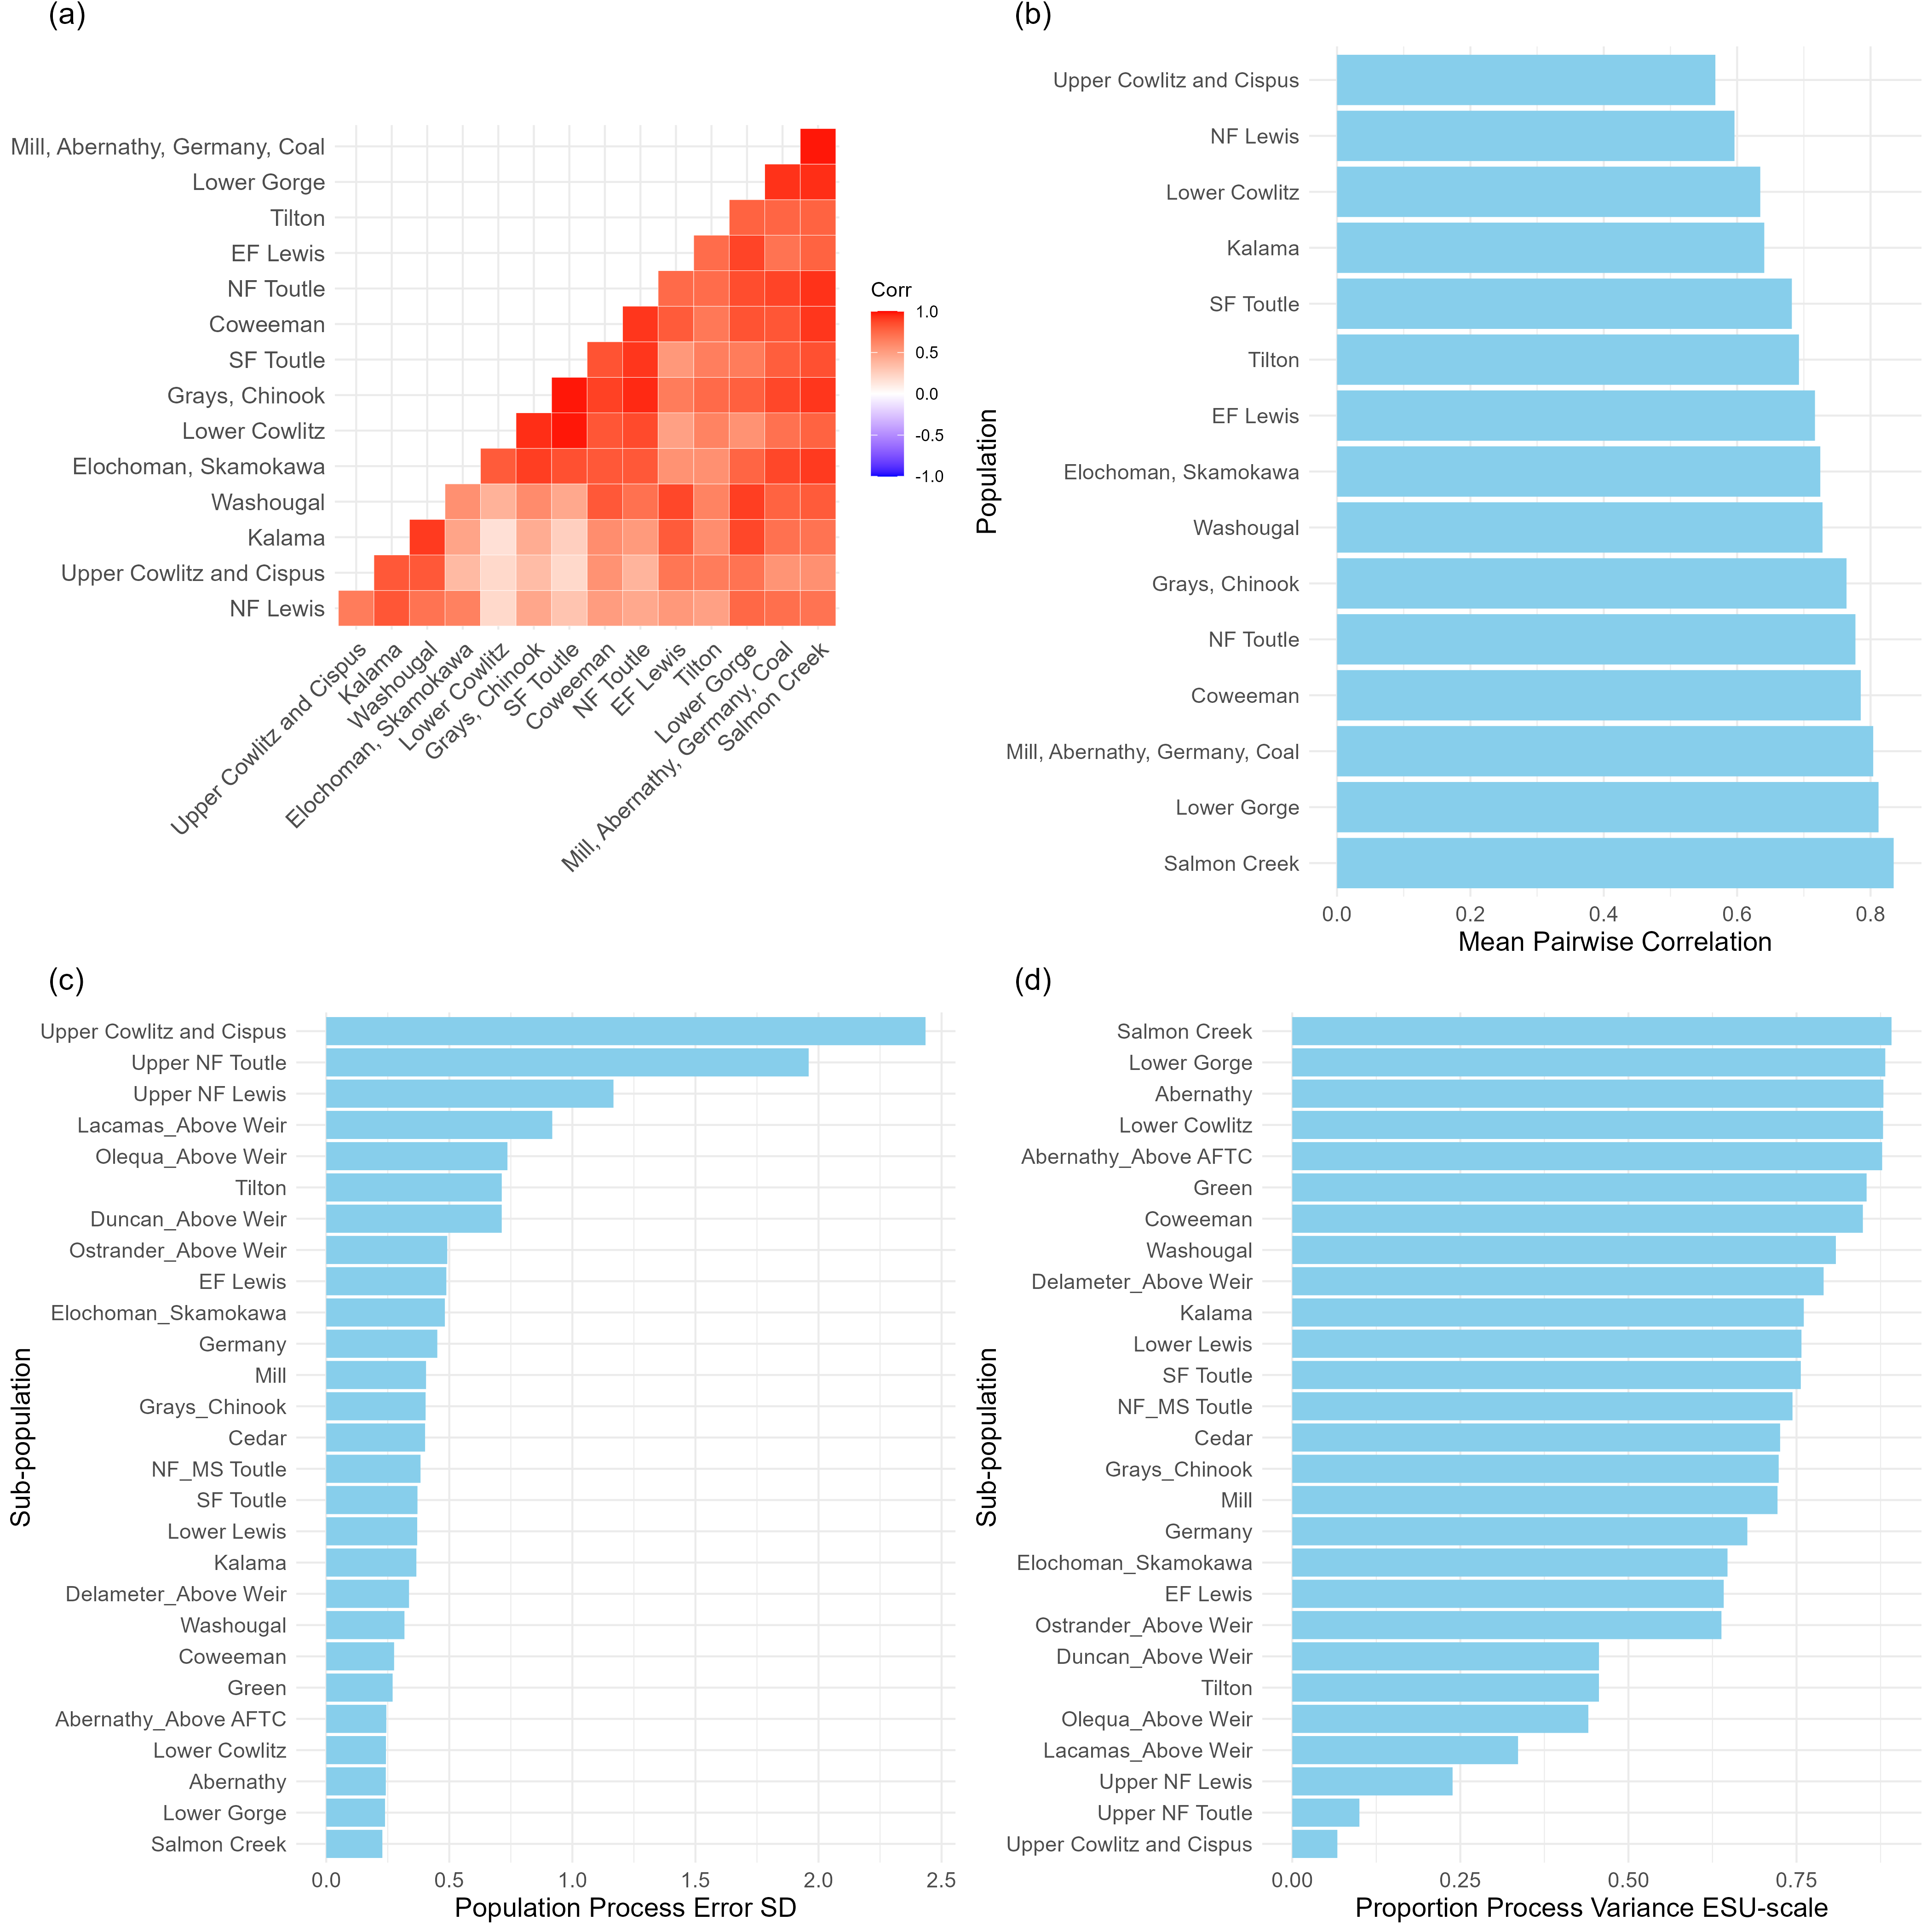 (a)
Mill, Abernathy, Germany, Coal
Lower Gorge
Tilton
EF Lewis
NF Toutle
Coweeman
SF Toutle
Grays, Chinook
Lower Cowlitz
Elochoman, Skamokawa
Washougal
Kalama
Upper Cowlitz and Cispus
NF Lewis
Upper Cowlitz and Cispus
Kalama
Washougal
Elochoman, Skamokawa
Lower Cowlitz
Grays, Chinook
SF Toutle
Coweeman
NF Toutle
EF Lewis
Tilton
Lower Gorge
Mill, Abernathy, Germany, Coal
Salmon Creek
Corr
1.0
0.5
0.0
-0.5
-1.0
(b)
Population
Upper Cowlitz and Cispus
NF Lewis
Lower Cowlitz
Kalama
SF Toutle
Tilton
EF Lewis
Elochoman, Skamokawa
Washougal
Grays, Chinook
NF Toutle
Coweeman
Mill, Abernathy, Germany, Coal
Lower Gorge
Salmon Creek
0.0 0.2 0.4 0.6 0.8
Mean Pairwise Correlation
(c)
Sub-population
Upper Cowlitz and Cispus
Upper NF Toutle
Upper NF Lewis
Lacamas_Above Weir
Olequa_Above Weir
Tilton
Duncan_Above Weir
Ostrander_Above Weir
EF Lewis
Elochoman_Skamokawa
Germany
Mill
Grays_Chinook
Cedar
NF_MS Toutle
SF Toutle
Lower Lewis
Kalama
Delameter_Above Weir
Washougal
Coweeman
Green
Abernathy_Above AFTC
Lower Cowlitz
Abernathy
Lower Gorge
Salmon Creek
0.0 0.5 1.0 1.5 2.0 2.5
Population Process Error SD
(d)
Sub-population
Salmon Creek
Lower Gorge
Abernathy
Lower Cowlitz
Abernathy_Above AFTC
Green
Coweeman
Washougal
Delameter_Above Weir
Kalama
Lower Lewis
SF Toutle
NF_MS Toutle
Cedar
Grays_Chinook
Mill
Germany
Elochoman_Skamokawa
EF Lewis
Ostrander_Above Weir
Duncan_Above Weir
Tilton
Olequa_Above Weir
Lacamas_Above Weir
Upper NF Lewis
Upper NF Toutle
Upper Cowlitz and Cispus
0.00 0.25 0.50 0.75
Proportion Process Variance ESU-scale